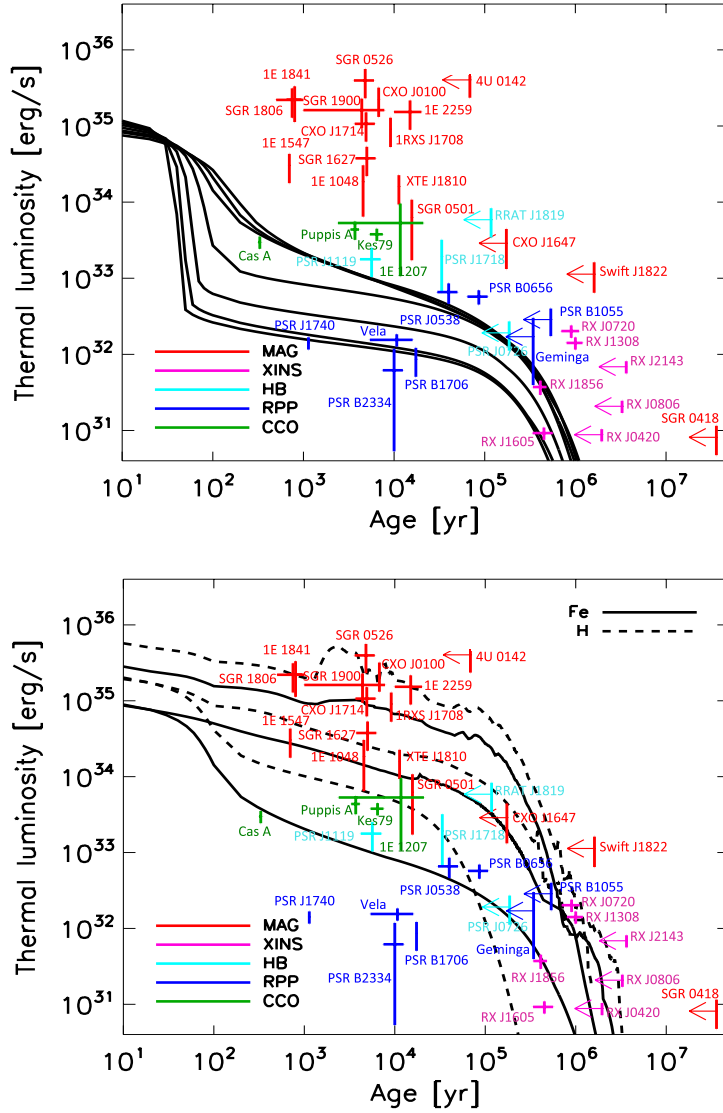 10^36
10^35
10^34
10^33
10^32
10^31
Thermal luminosity [erg/s]
SGR 0526
1E 1841
4U 0142
SGR 1900
CXO J0100
SGR 1806
1E 2259
CXO J1714
1RXS J1708
1E 1547
SGR 1627
1E 1048
XTE J1810
SGR 0501
RRAT J1819
Puppis A
Kes79
Cas A
CXO J1647
PSR J1119
PSR J1718
1E 1207
Swift J1822
PSR B0656
PSR J0538
PSR B1055
PSR J1740
Vela
RX J0720
PSR J0726
RX J1308
Geminga
MAG
XINS
HB
RPP
CCO
PSR B1706
RX J2143
RX J1856
PSR B2334
RX J0806
SGR 0418
RX J1605
RX J0420
10^1 10^2 10^3 10^4 10^5 10^6 10^7
Age [yr]
Fe
H
10^36
10^35
10^34
10^33
10^32
10^31
Thermal luminosity [erg/s]
SGR 0526
1E 1841
4U 0142
SGR 1900
CXO J0100
SGR 1806
1E 2259
CXO J1714
1RXS J1708
1E 1547
SGR 1627
1E 1048
XTE J1810
SGR 0501
RRAT J1819
Puppis A
Kes79
Cas A
CXO J1647
PSR J1119
PSR J1718
1E 1207
Swift J1822
PSR B0656
PSR J0538
PSR B1055
PSR J1740
Vela
RX J0720
RX J1308
PSR J0726
MAG
XINS
HB
RPP
CCO
RX J2143
Geminga
PSR B1706
PSR B2334
RX J1856
RX J0806
SGR 0418
RX J1605
RX J0420
10^1 10^2 10^3 10^4 10^5 10^6 10^7
Age [yr]